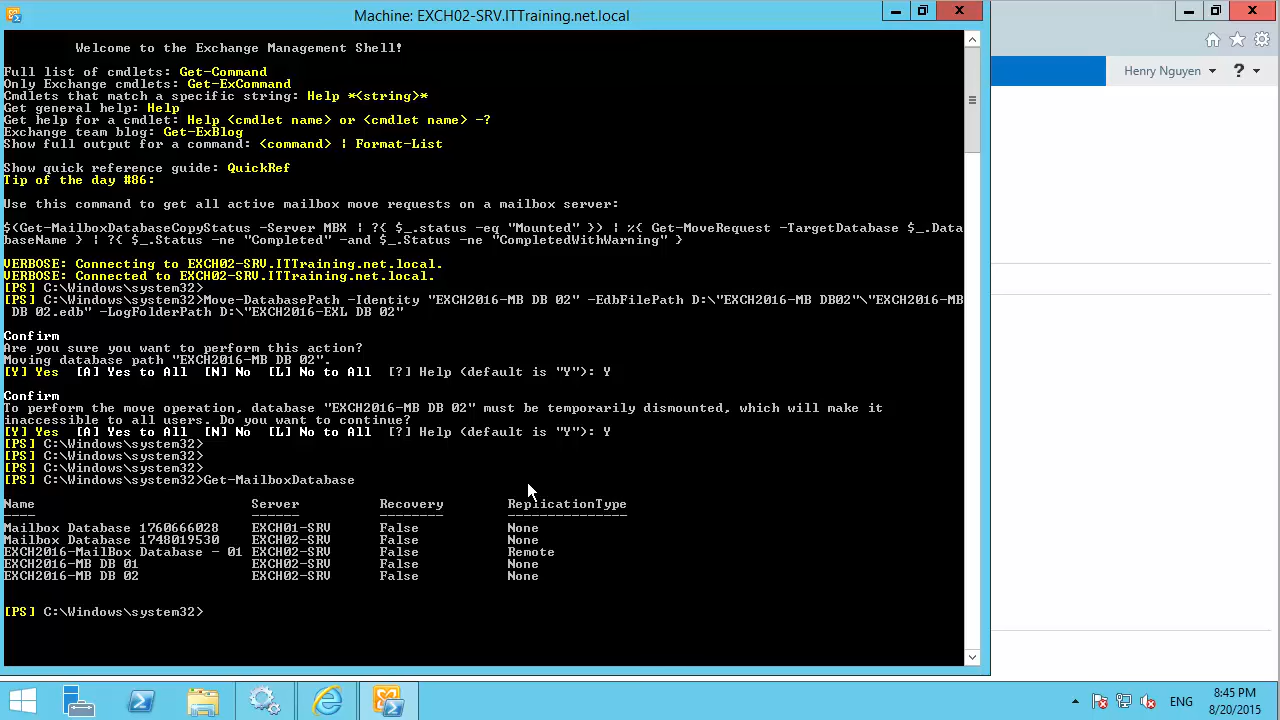 Machine: EXCH02-SRV.ITTraining.net.local
Welcome to the Exchange Management Shell!
Full list of cmdlets: Get-Command
Only Exchange cmdlets: Get-ExCommand
Cmdlets that match a specific string: Help *<string>*
Get general help: Help
Get help for a cmdlet: Help <cmdlet name> or <cmdlet name> -?
Exchange team blog: Get-ExBlog
Show full output for a command: <command> | Format-List
Show quick reference guide: QuickRef
Tip of the day #86:
Use this command to get all active mailbox move requests on a mailbox server:
$(Get-MailboxDatabaseCopyStatus -Server MBX | ?{ $_.status -eq "Mounted" }) | %{ Get-MoveRequest -TargetDatabase $_.Data
baseName } | ?{ $_.Status -ne "Completed" -and $_.Status -ne "CompletedWithWarning" }
VERBOSE: Connecting to EXCH02-SRV.ITTraining.net.local.
VERBOSE: Connected to EXCH02-SRV.ITTraining.net.local.
[PS] C:\Windows\system32>
[PS] C:\Windows\system32>Move-DatabasePath -Identity "EXCH2016-MB DB 02" -EdbFilePath D:\"EXCH2016-MB DB02"\"EXCH2016-MB
DB 02.edb" -LogFolderPath D:\"EXCH2016-EXL DB 02"
Confirm
Are you sure you want to perform this action?
Moving database path "EXCH2016-MB DB 02".
[Y] Yes  [A] Yes to All  [N] No  [L] No to All  [?] Help (default is "Y"): Y
Confirm
To perform the move operation, database "EXCH2016-MB DB 02" must be temporarily dismounted, which will make it
inaccessible to all users. Do you want to continue?
[Y] Yes  [A] Yes to All  [N] No  [L] No to All  [?] Help (default is "Y"): Y
[PS] C:\Windows\system32>
[PS] C:\Windows\system32>
[PS] C:\Windows\system32>
[PS] C:\Windows\system32>Get-MailboxDatabase
Name Server Recovery ReplicationType
---- ------ -------- ---------------
Mailbox Database 1760666028 EXCH01-SRV False None
Mailbox Database 1748019530 EXCH02-SRV False None
EXCH2016-MailBox Database - 01 EXCH02-SRV False Remote
EXCH2016-MB DB 01 EXCH02-SRV False None
EXCH2016-MB DB 02 EXCH02-SRV False None
[PS] C:\Windows\system32>
Henry Nguyen ?
ENG
8:45 PM
8/20/2015